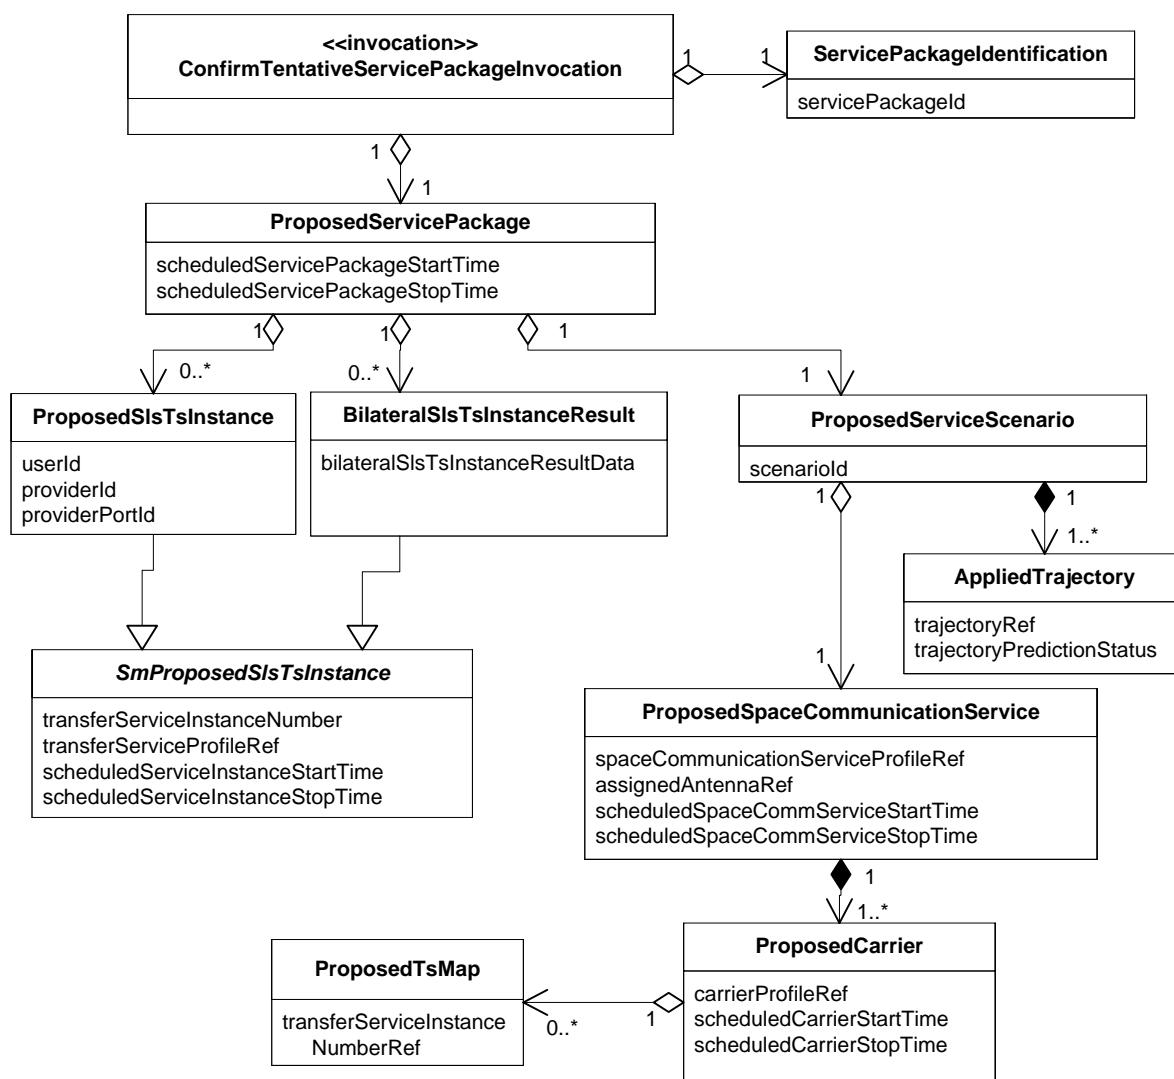 <<invocation>>
ConfirmTentativeServicePackageInvocation
1
1
ServicePackageIdentification
servicePackageId
1
1
ProposedServicePackage
scheduledServicePackageStartTime
scheduledServicePackageStopTime
1
1
1
0..*
0..*
1
ProposedSlsTsInstance
userId
providerId
providerPortId
BilateralSlsTsInstanceResult
bilateralSlsTsInstanceResultData
ProposedServiceScenario
scenarioId
1
1
1..*
AppliedTrajectory
trajectoryRef
trajectoryPredictionStatus
SmProposedSlsTsInstance
transferServiceInstanceNumber
transferServiceProfileRef
scheduledServiceInstanceStartTime
scheduledServiceInstanceStopTime
1
ProposedSpaceCommunicationService
spaceCommunicationServiceProfileRef
assignedAntennaRef
scheduledSpaceCommServiceStartTime
scheduledSpaceCommServiceStopTime
1
1..*
ProposedTsMap
transferServiceInstance
NumberRef
0..*
1
ProposedCarrier
carrierProfileRef
scheduledCarrierStartTime
scheduledCarrierStopTime